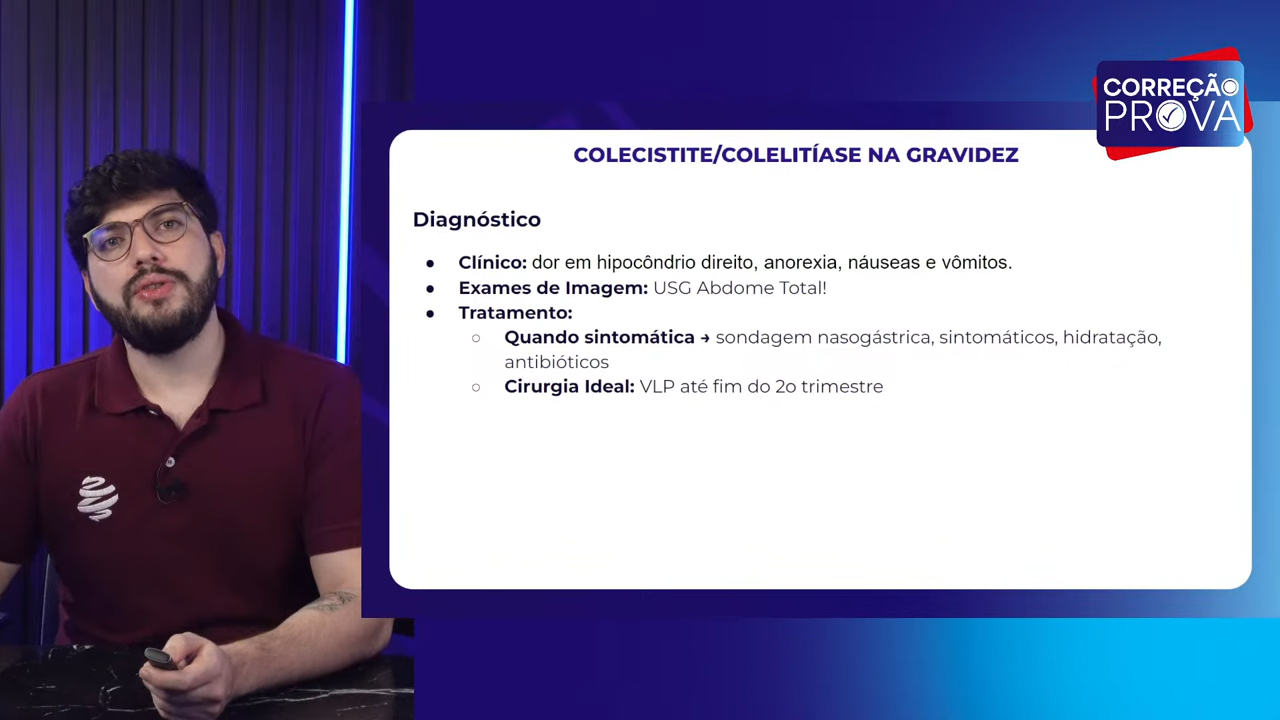 CORREÇÃO
PROVA
COLECISTITE/COLELITÍASE NA GRAVIDEZ
Diagnóstico
● Clínico: dor em hipocôndrio direito, anorexia, náuseas e vômitos.
● Exames de Imagem: USG Abdome Total!
● Tratamento:
○ Quando sintomática → sondagem nasogástrica, sintomáticos, hidratação,
antibióticos
○ Cirurgia Ideal: VLP até fim do 2o trimestre